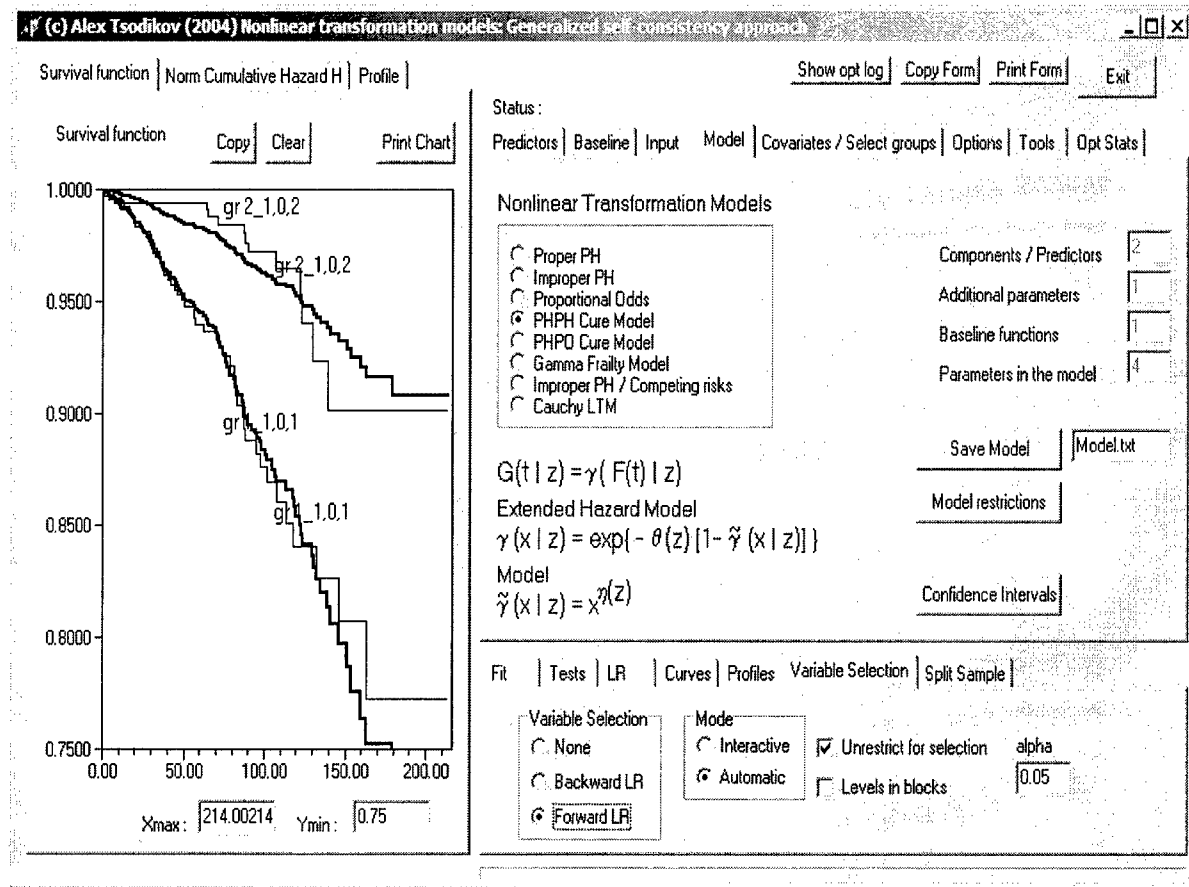 (c) Alex Tsodikov (2004) Nonlinear transformation models: Generalized self-consistency approach
Survival function Norm Cumulative Hazard H Profile
Show opt log Copy Form Print Form Exit
Survival function Copy Clear Print Chart
1.0000
0.9500
0.9000
0.8500
0.8000
0.7500
gr 2_1,0,2
gr 2_1,0,2
gr 1_1,0,1
gr 1_1,0,1
0.00 50.00 100.00 150.00 200.00
Xmax : 214.00214 Ymin : 0.75
Status :
Predictors Baseline Input Model Covariates / Select groups Options Tools Opt Stats
Nonlinear Transformation Models
Proper PH
Improper PH
Proportional Odds
PHPH Cure Model
PHPO Cure Model
Gamma Frailty Model
Improper PH / Competing risks
Cauchy LTM
Components / Predictors 2
Additional parameters 1
Baseline functions 1
Parameters in the model 4
Save Model Model.txt
Model restrictions
Confidence Intervals
G(t | z) = γ( F(t) | z)
Extended Hazard Model
γ (x | z) = exp{ - θ(z) [1- γ̃ (x | z)] }
Model
γ̃ (x | z) = x^η(z)
Fit Tests LR Curves Profiles Variable Selection Split Sample
Variable Selection
None
Backward LR
Forward LR
Mode
Interactive
Automatic
Unrestrict for selection
Levels in blocks
alpha
0.05